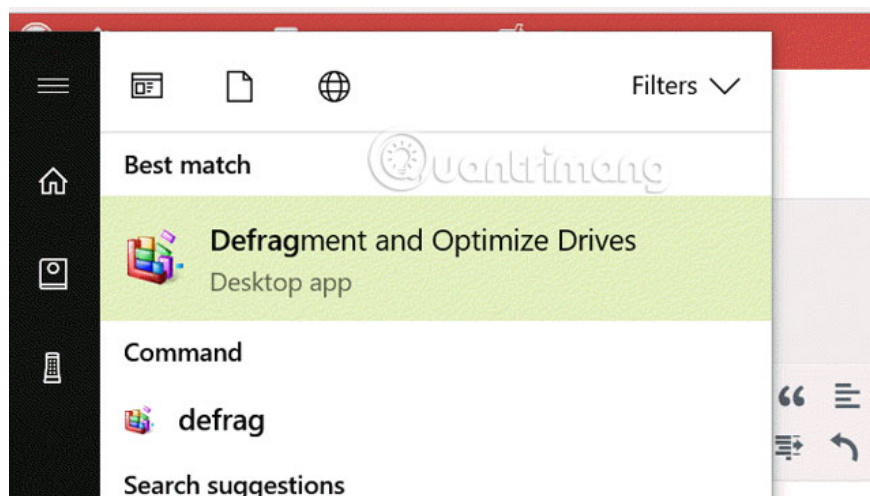 Filters
Best match
Quantrimang
Defragment and Optimize Drives
Desktop app
Command
defrag
Search suggestions